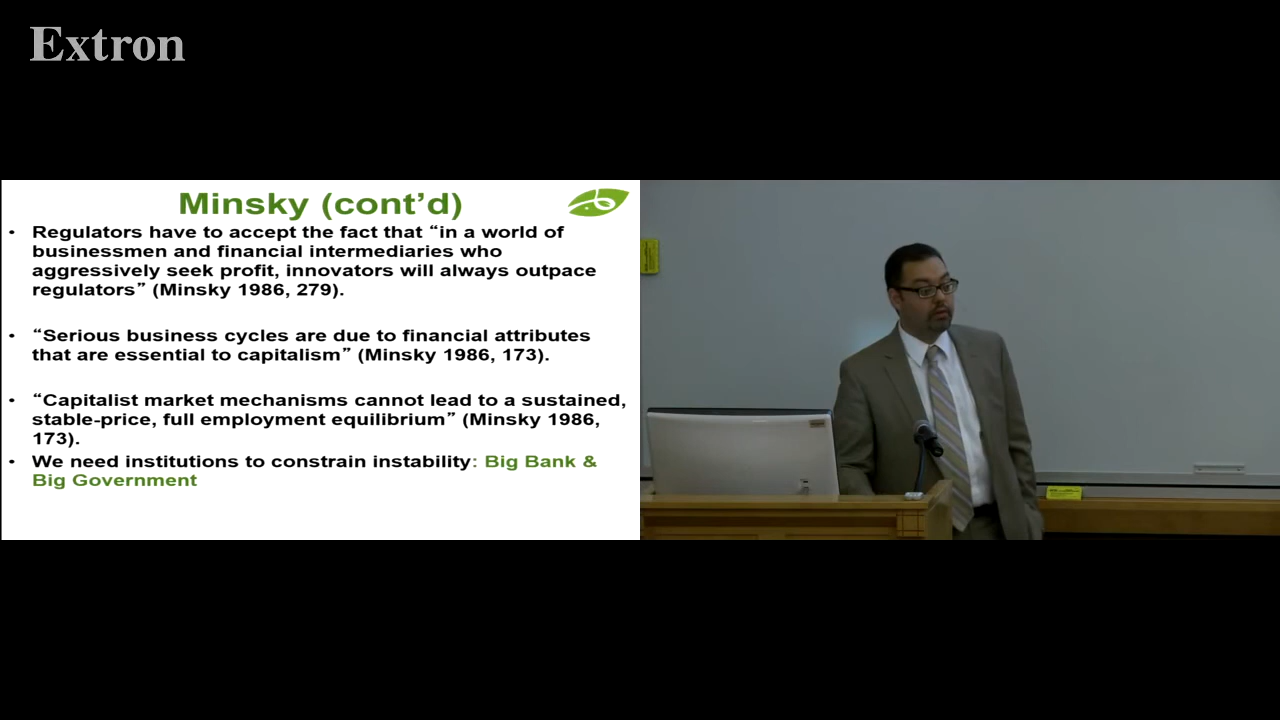 Extron
Minsky (cont’d)
• Regulators have to accept the fact that “in a world of
businessmen and financial intermediaries who
aggressively seek profit, innovators will always outpace
regulators” (Minsky 1986, 279).
• “Serious business cycles are due to financial attributes
that are essential to capitalism” (Minsky 1986, 173).
• “Capitalist market mechanisms cannot lead to a sustained,
stable-price, full employment equilibrium” (Minsky 1986,
173).
• We need institutions to constrain instability: Big Bank &
Big Government